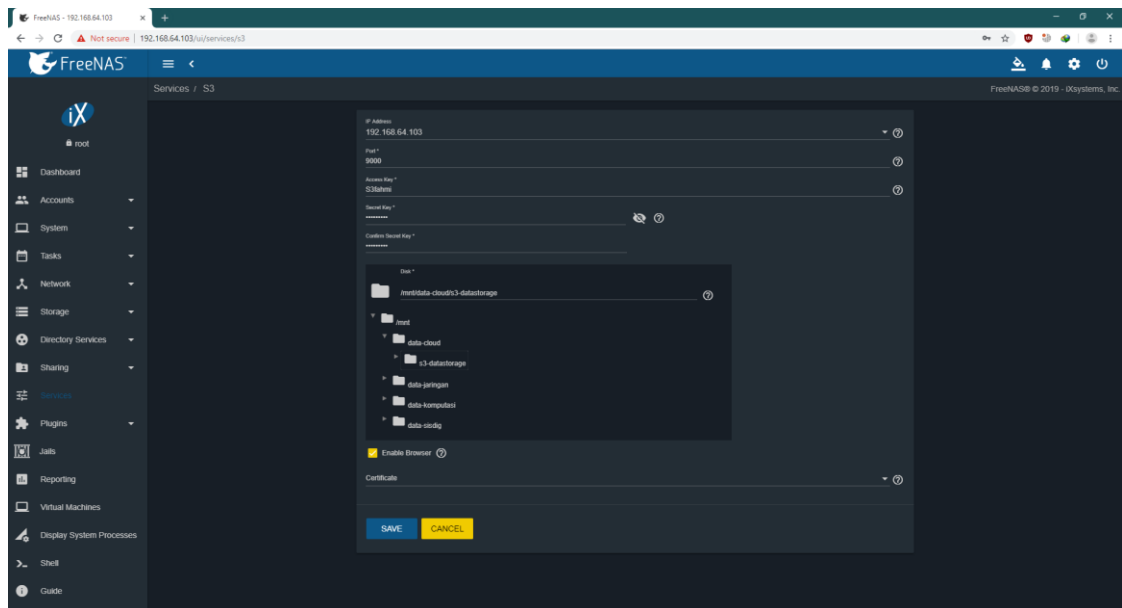 FreeNAS - 192.168.64.103
Not secure | 192.168.64.103/ui/services/s3
FreeNAS
Services / S3
FreeNAS® © 2019 - iXsystems, Inc.
iX
root
Dashboard
Accounts
System
Tasks
Network
Storage
Directory Services
Sharing
Services
Plugins
Jails
Reporting
Virtual Machines
Display System Processes
Shell
Guide
IP Address
192.168.64.103
Port *
9000
Access Key *
S3fahmi
Secret Key *
•••••••••
Confirm Secret Key *
•••••••••
Disk *
/mnt/data-cloud/s3-datastorage
/mnt
data-cloud
s3-datastorage
data-jaringan
data-komputasi
data-sisdig
Enable Browser
Certificate
SAVE
CANCEL